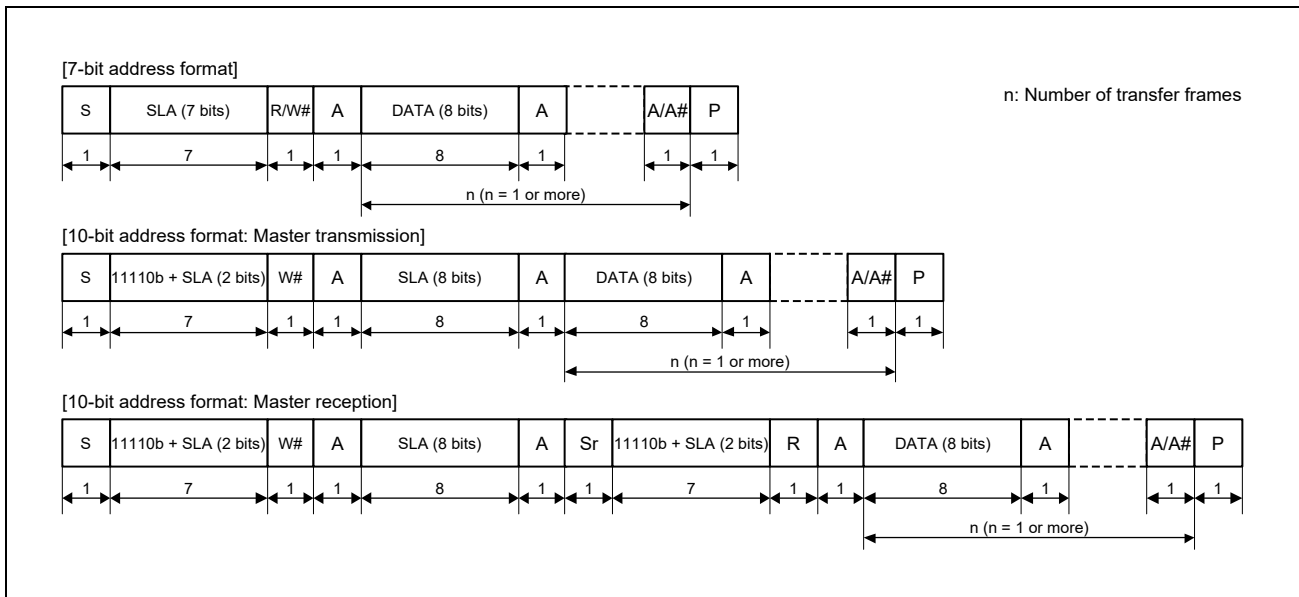 [7-bit address format]
n: Number of transfer frames
S SLA (7 bits) R/W# A DATA (8 bits) A A/A# P
1 7 1 1 8 1 1 1
n (n = 1 or more)
[10-bit address format: Master transmission]
S 11110b + SLA (2 bits) W# A SLA (8 bits) A DATA (8 bits) A A/A# P
1 7 1 1 8 1 8 1 1 1
n (n = 1 or more)
[10-bit address format: Master reception]
S 11110b + SLA (2 bits) W# A SLA (8 bits) A Sr 11110b + SLA (2 bits) R A DATA (8 bits) A A/A# P
1 7 1 1 8 1 1 7 1 1 8 1 1 1
n (n = 1 or more)